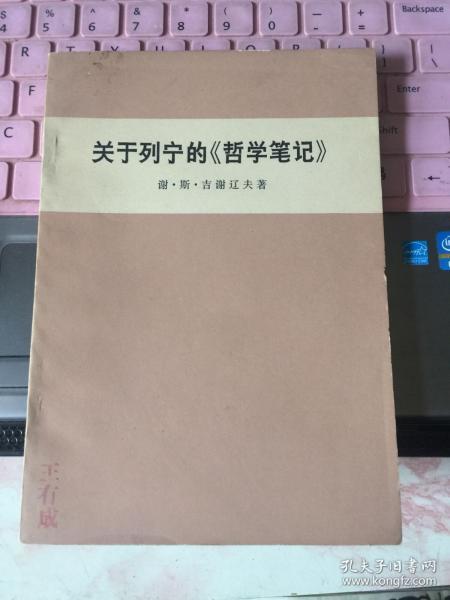 Backspace
关于列宁的《哲学笔记》
谢·斯·吉谢辽夫著
王有成
孔夫子旧书网
www.kongfz.com